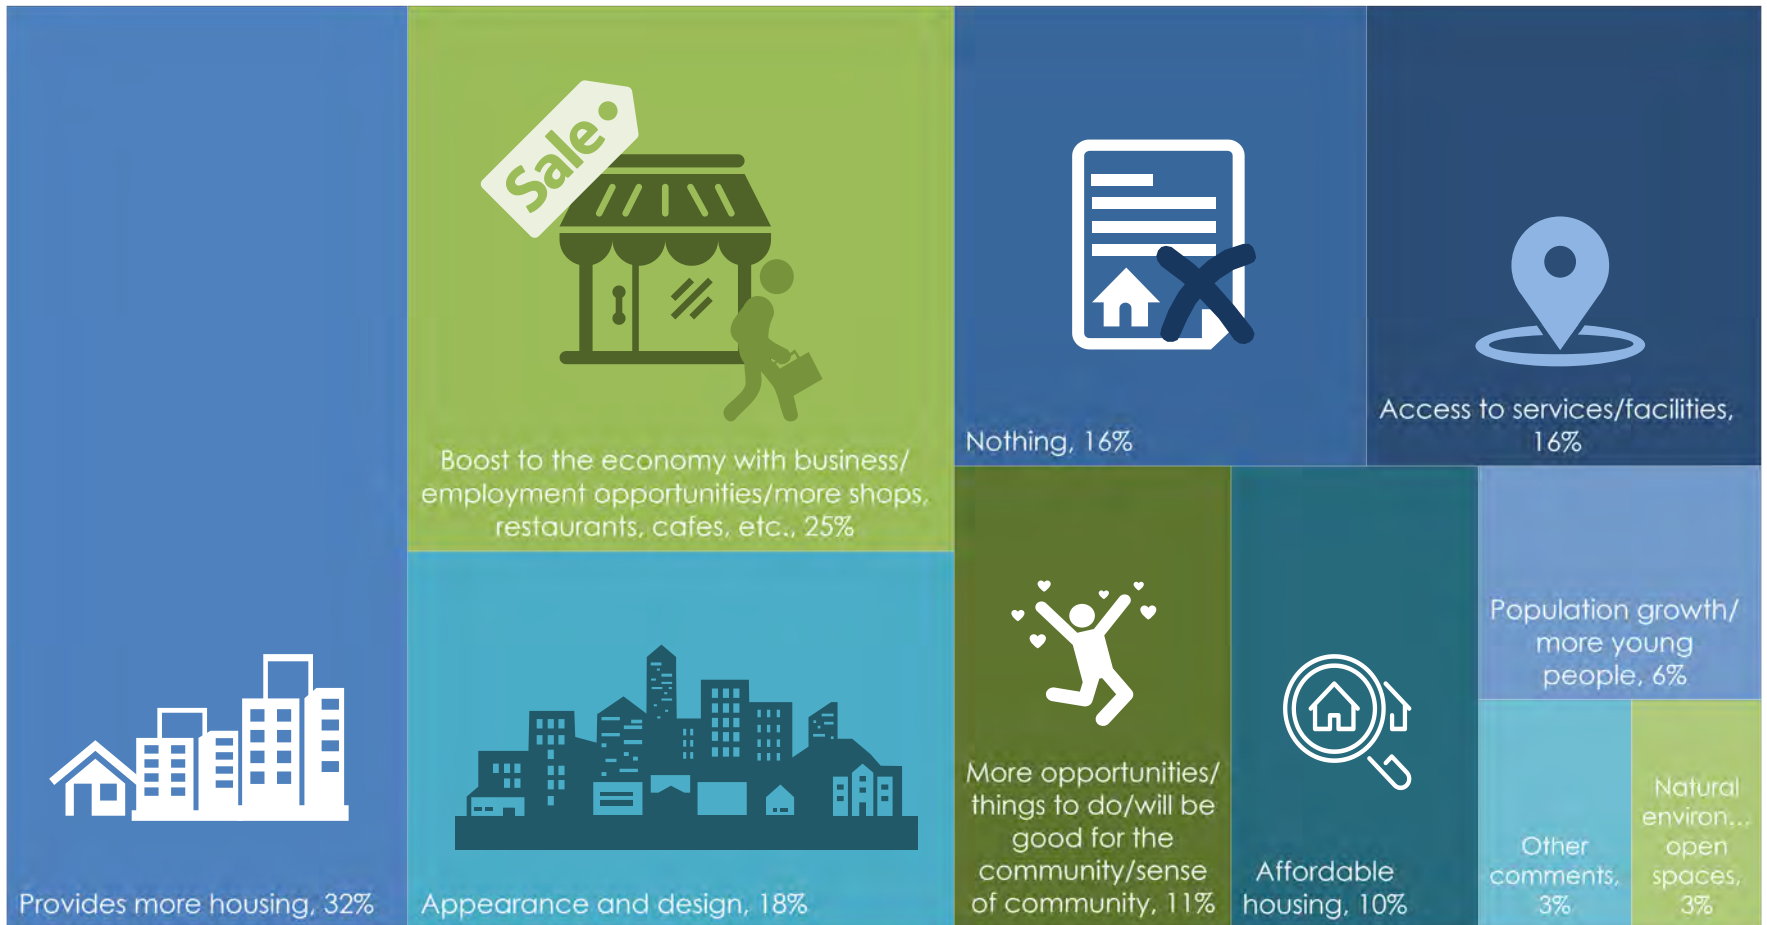 Sale
Boost to the economy with business/
employment opportunities/more shops,
restaurants, cafes, etc., 25%
Nothing, 16%
Access to services/facilities,
16%
Provides more housing, 32%
Appearance and design, 18%
More opportunities/
things to do/will be
good for the
community/sense
of community, 11%
Affordable
housing, 10%
Population growth/
more young
people, 6%
Other
comments,
3%
Natural
environ...
open
spaces,
3%